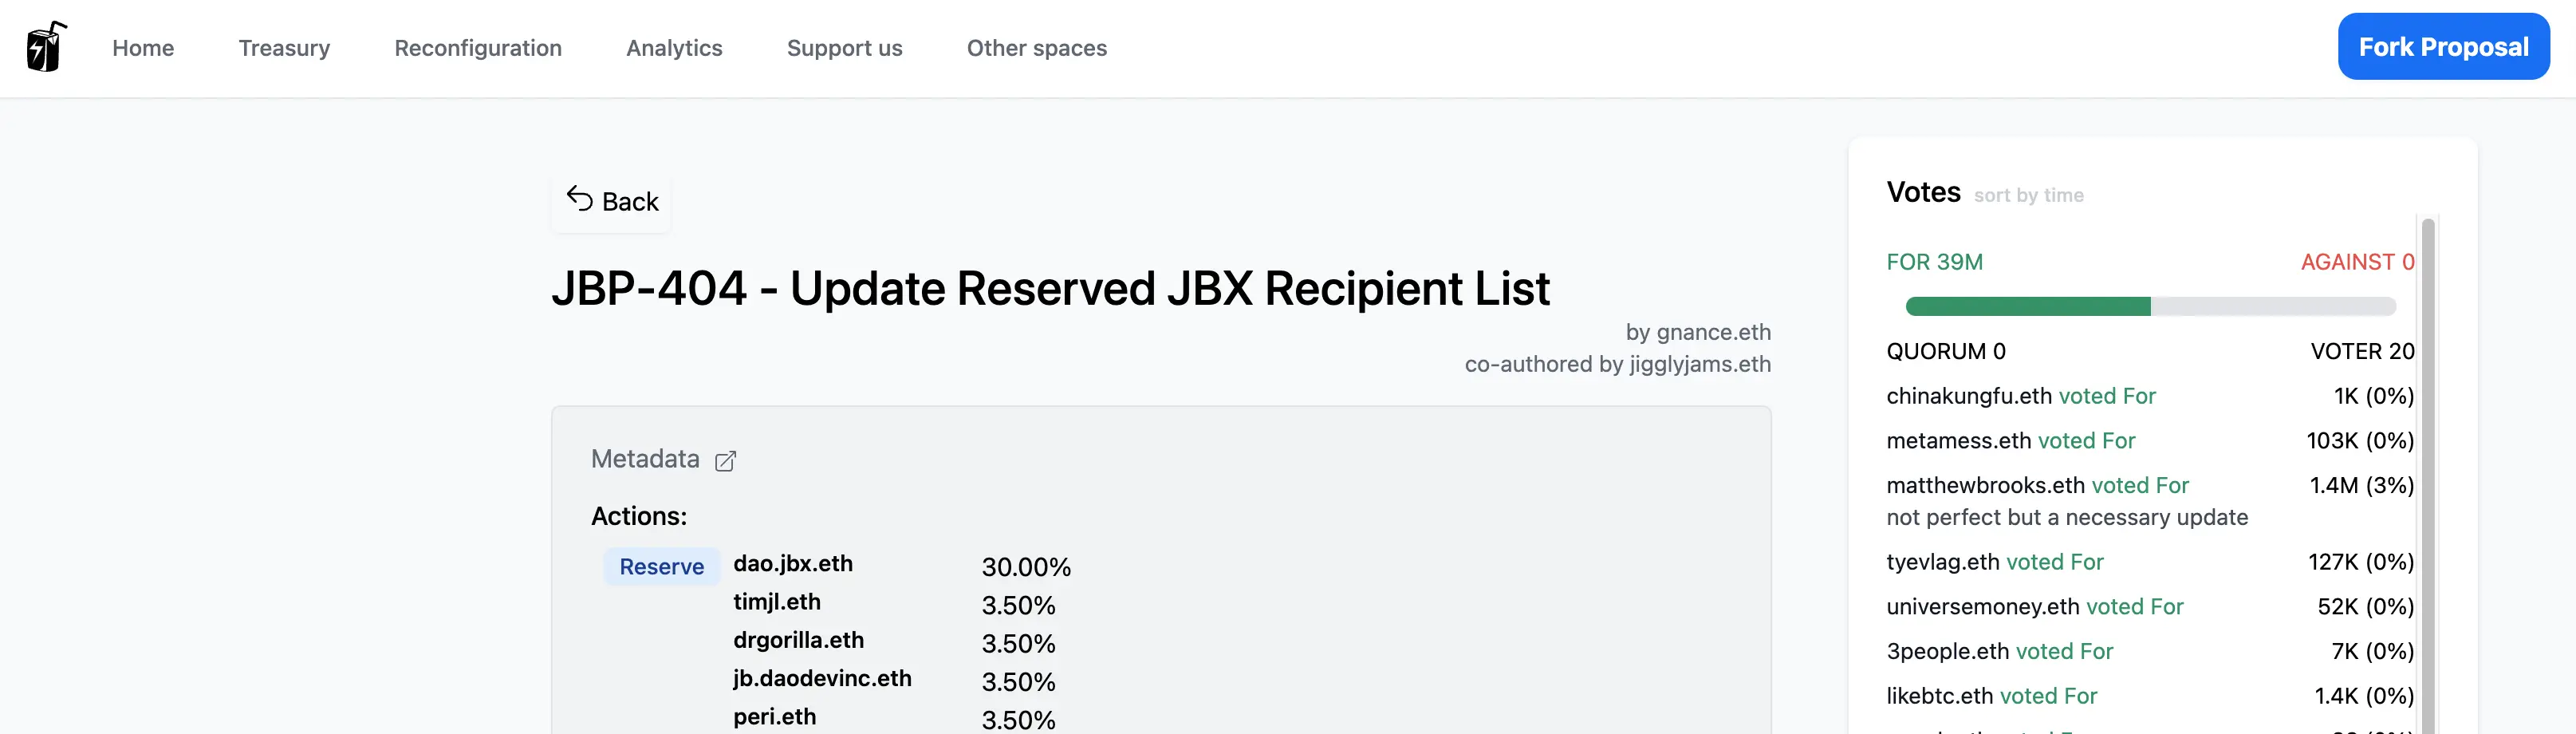 Home Treasury Reconfiguration Analytics Support us Other spaces Fork Proposal
Back
JBP-404 - Update Reserved JBX Recipient List
by gnance.eth
co-authored by jigglyjams.eth
Metadata
Actions:
Reserve dao.jbx.eth 30.00%
timjl.eth 3.50%
drgorilla.eth 3.50%
jb.daodevinc.eth 3.50%
peri.eth 3.50%
Votes sort by time
FOR 39M AGAINST 0
QUORUM 0 VOTER 20
chinakungfu.eth voted For 1K (0%)
metamess.eth voted For 103K (0%)
matthewbrooks.eth voted For 1.4M (3%)
not perfect but a necessary update
tyevlag.eth voted For 127K (0%)
universemoney.eth voted For 52K (0%)
3people.eth voted For 7K (0%)
likebtc.eth voted For 1.4K (0%)